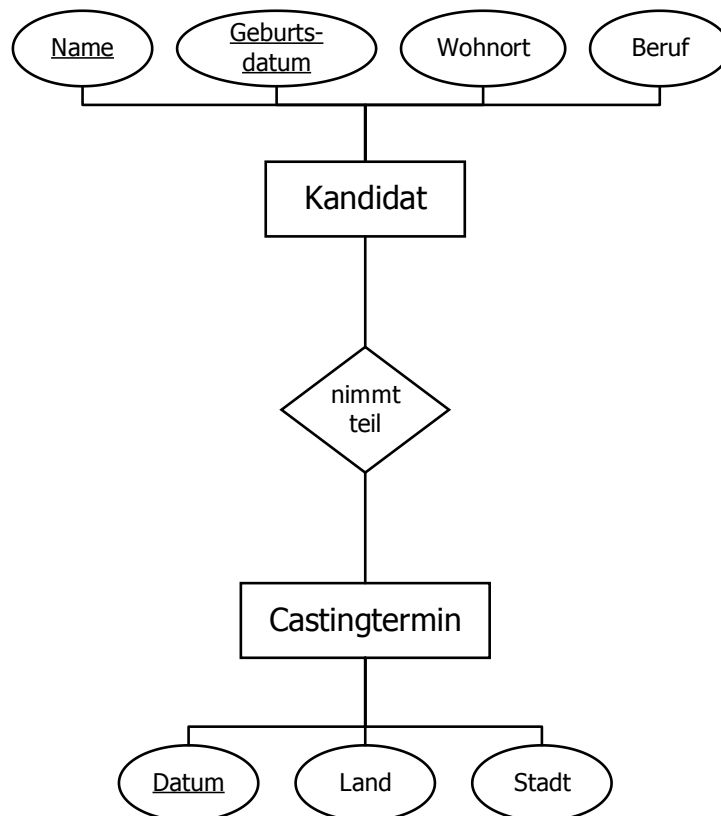 Name
Geburts-
datum
Wohnort
Beruf
Kandidat
nimmt
teil
Castingtermin
Datum
Land
Stadt